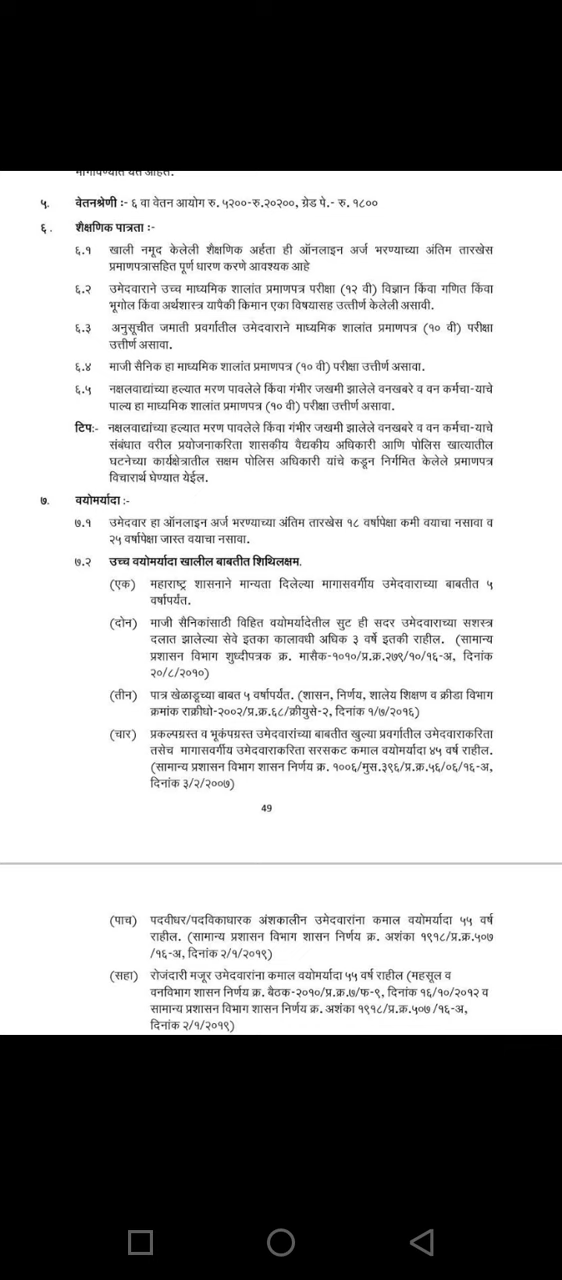 ५. वेतनश्रेणी :- ६ वा वेतन आयोग रु. ५२००-रु.२०२००, ग्रेड पे.- रु. १८००
६. शैक्षणिक पात्रता :-
६.१ खाली नमूद केलेली शैक्षणिक अर्हता ही ऑनलाइन अर्ज भरण्याच्या अंतिम तारखेस
प्रमाणपत्रासहित पूर्ण धारण करणे आवश्यक आहे
६.२ उमेदवाराने उच्च माध्यमिक शालांत प्रमाणपत्र परीक्षा (१२ वी) विज्ञान किंवा गणित किंवा
भूगोल किंवा अर्थशास्त्र यापैकी किमान एका विषयासह उत्तीर्ण केलेली असावी.
६.३ अनुसूचीत जमाती प्रवर्गातील उमेदवाराने माध्यमिक शालांत प्रमाणपत्र (१० वी) परीक्षा
उत्तीर्ण असावा.
६.४ माजी सैनिक हा माध्यमिक शालांत प्रमाणपत्र (१० वी) परीक्षा उत्तीर्ण असावा.
६.५ नक्षलवाद्यांच्या हल्यात मरण पावलेले किंवा गंभीर जखमी झालेले वनखबरे व वन कर्मचा-याचे
पाल्य हा माध्यमिक शालांत प्रमाणपत्र (१० वी) परीक्षा उत्तीर्ण असावा.
टिप:- नक्षलवाद्यांच्या हल्यात मरण पावलेले किंवा गंभीर जखमी झालेले वनखबरे व वन कर्मचा-याचे
संबंधात वरील प्रयोजनाकरिता शासकीय वैद्यकीय अधिकारी आणि पोलिस खात्यातील
घटनेच्या कार्यक्षेत्रातील सक्षम पोलिस अधिकारी यांचे कडून निर्गमित केलेले प्रमाणपत्र
विचारार्थ घेण्यात येईल.
७. वयोमर्यादा :-
७.१ उमेदवार हा ऑनलाइन अर्ज भरण्याच्या अंतिम तारखेस १८ वर्षापेक्षा कमी वयाचा नसावा व
२५ वर्षापेक्षा जास्त वयाचा नसावा.
७.२ उच्च वयोमर्यादा खालील बाबतीत शिथिलक्षम.
(एक) महाराष्ट्र शासनाने मान्यता दिलेल्या मागासवर्गीय उमेदवाराच्या बाबतीत ५
वर्षापर्यंत.
(दोन) माजी सैनिकांसाठी विहित वयोमर्यादेतील सुट ही सदर उमेदवाराच्या सशस्त्र
दलात झालेल्या सेवे इतका कालावधी अधिक ३ वर्षे इतकी राहील. (सामान्य
प्रशासन विभाग शुध्दीपत्रक क्र. मासैक-१०१०/प्र.क्र.२७९/१०/१६-अ, दिनांक
२०/८/२०१०)
(तीन) पात्र खेळाडूच्या बाबत ५ वर्षापर्यंत. (शासन, निर्णय, शालेय शिक्षण व क्रीडा विभाग
क्रमांक राक्रीधो-२००२/प्र.क्र.६८/क्रीयुसे-२, दिनांक १/७/२०१६)
(चार) प्रकल्पग्रस्त व भूकंपग्रस्त उमेदवारांच्या बाबतीत खुल्या प्रवर्गातील उमेदवाराकरिता
तसेच मागासवर्गीय उमेदवाराकरिता सरसकट कमाल वयोमर्यादा ४५ वर्ष राहील.
(सामान्य प्रशासन विभाग शासन निर्णय क्र. १००६/मुस.३९६/प्र.क्र.५६/०६/१६-अ,
दिनांक ३/२/२००७)
49
(पाच) पदवीधर/पदविकाधारक अंशकालीन उमेदवारांना कमाल वयोमर्यादा ५५ वर्ष
राहील. (सामान्य प्रशासन विभाग शासन निर्णय क्र. अशंका १९१८/प्र.क्र.५०७
/१६-अ, दिनांक २/१/२०१९)
(सहा) रोजंदारी मजूर उमेदवारांना कमाल वयोमर्यादा ५५ वर्ष राहील (महसूल व
वनविभाग शासन निर्णय क्र. बैठक-२०१०/प्र.क्र.७/फ-९, दिनांक १६/१०/२०१२ व
सामान्य प्रशासन विभाग शासन निर्णय क्र. अशंका १९१८/प्र.क्र.५०७ /१६-अ,
दिनांक २/१/२०१९)